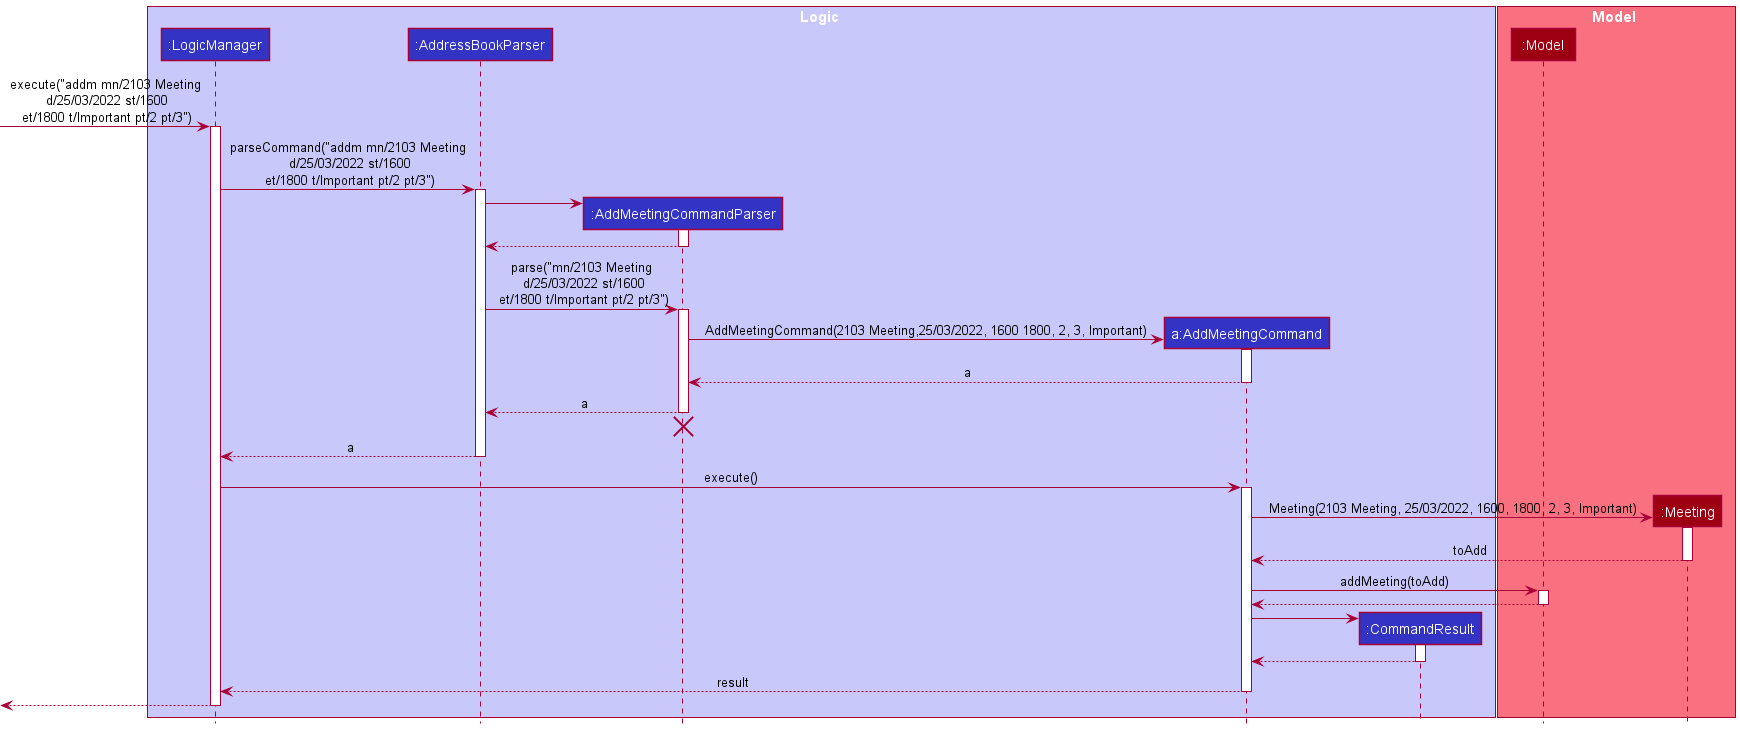 Logic
Model
:LogicManager
:AddressBookParser
:Model
execute("addm mn/2103 Meeting
d/25/03/2022 st/1600
et/1800 t/Important pt/2 pt/3")
parseCommand("addm mn/2103 Meeting
d/25/03/2022 st/1600
et/1800 t/Important pt/2 pt/3")
:AddMeetingCommandParser
parse("mn/2103 Meeting
d/25/03/2022 st/1600
et/1800 t/Important pt/2 pt/3")
AddMeetingCommand(2103 Meeting,25/03/2022, 1600 1800, 2, 3, Important)
a:AddMeetingCommand
a
a
a
execute()
Meeting(2103 Meeting, 25/03/2022, 1600, 1800, 2, 3, Important)
:Meeting
toAdd
addMeeting(toAdd)
:CommandResult
result